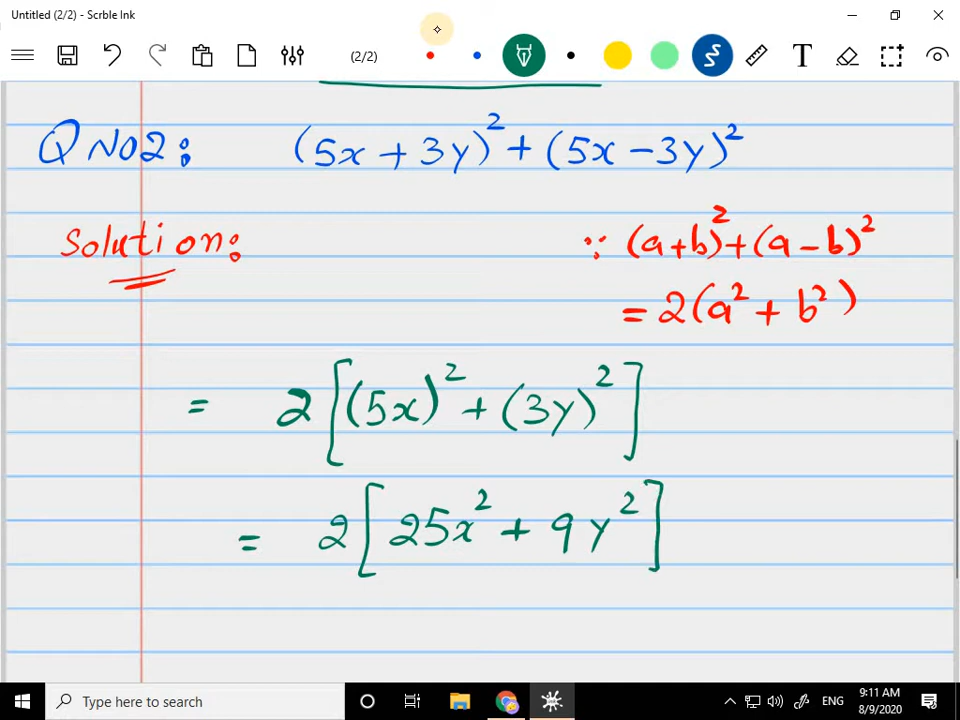 Untitled (2/2) - Scrble Ink
(2/2)
T
Q NO2: (5x + 3y)² + (5x - 3y)²
Solution: ∵ (a+b)² + (a - b)²
= 2(a² + b²)
= 2[(5x)² + (3y)²]
= 2[25x² + 9y²]
Type here to search
ENG
9:11 AM
8/9/2020